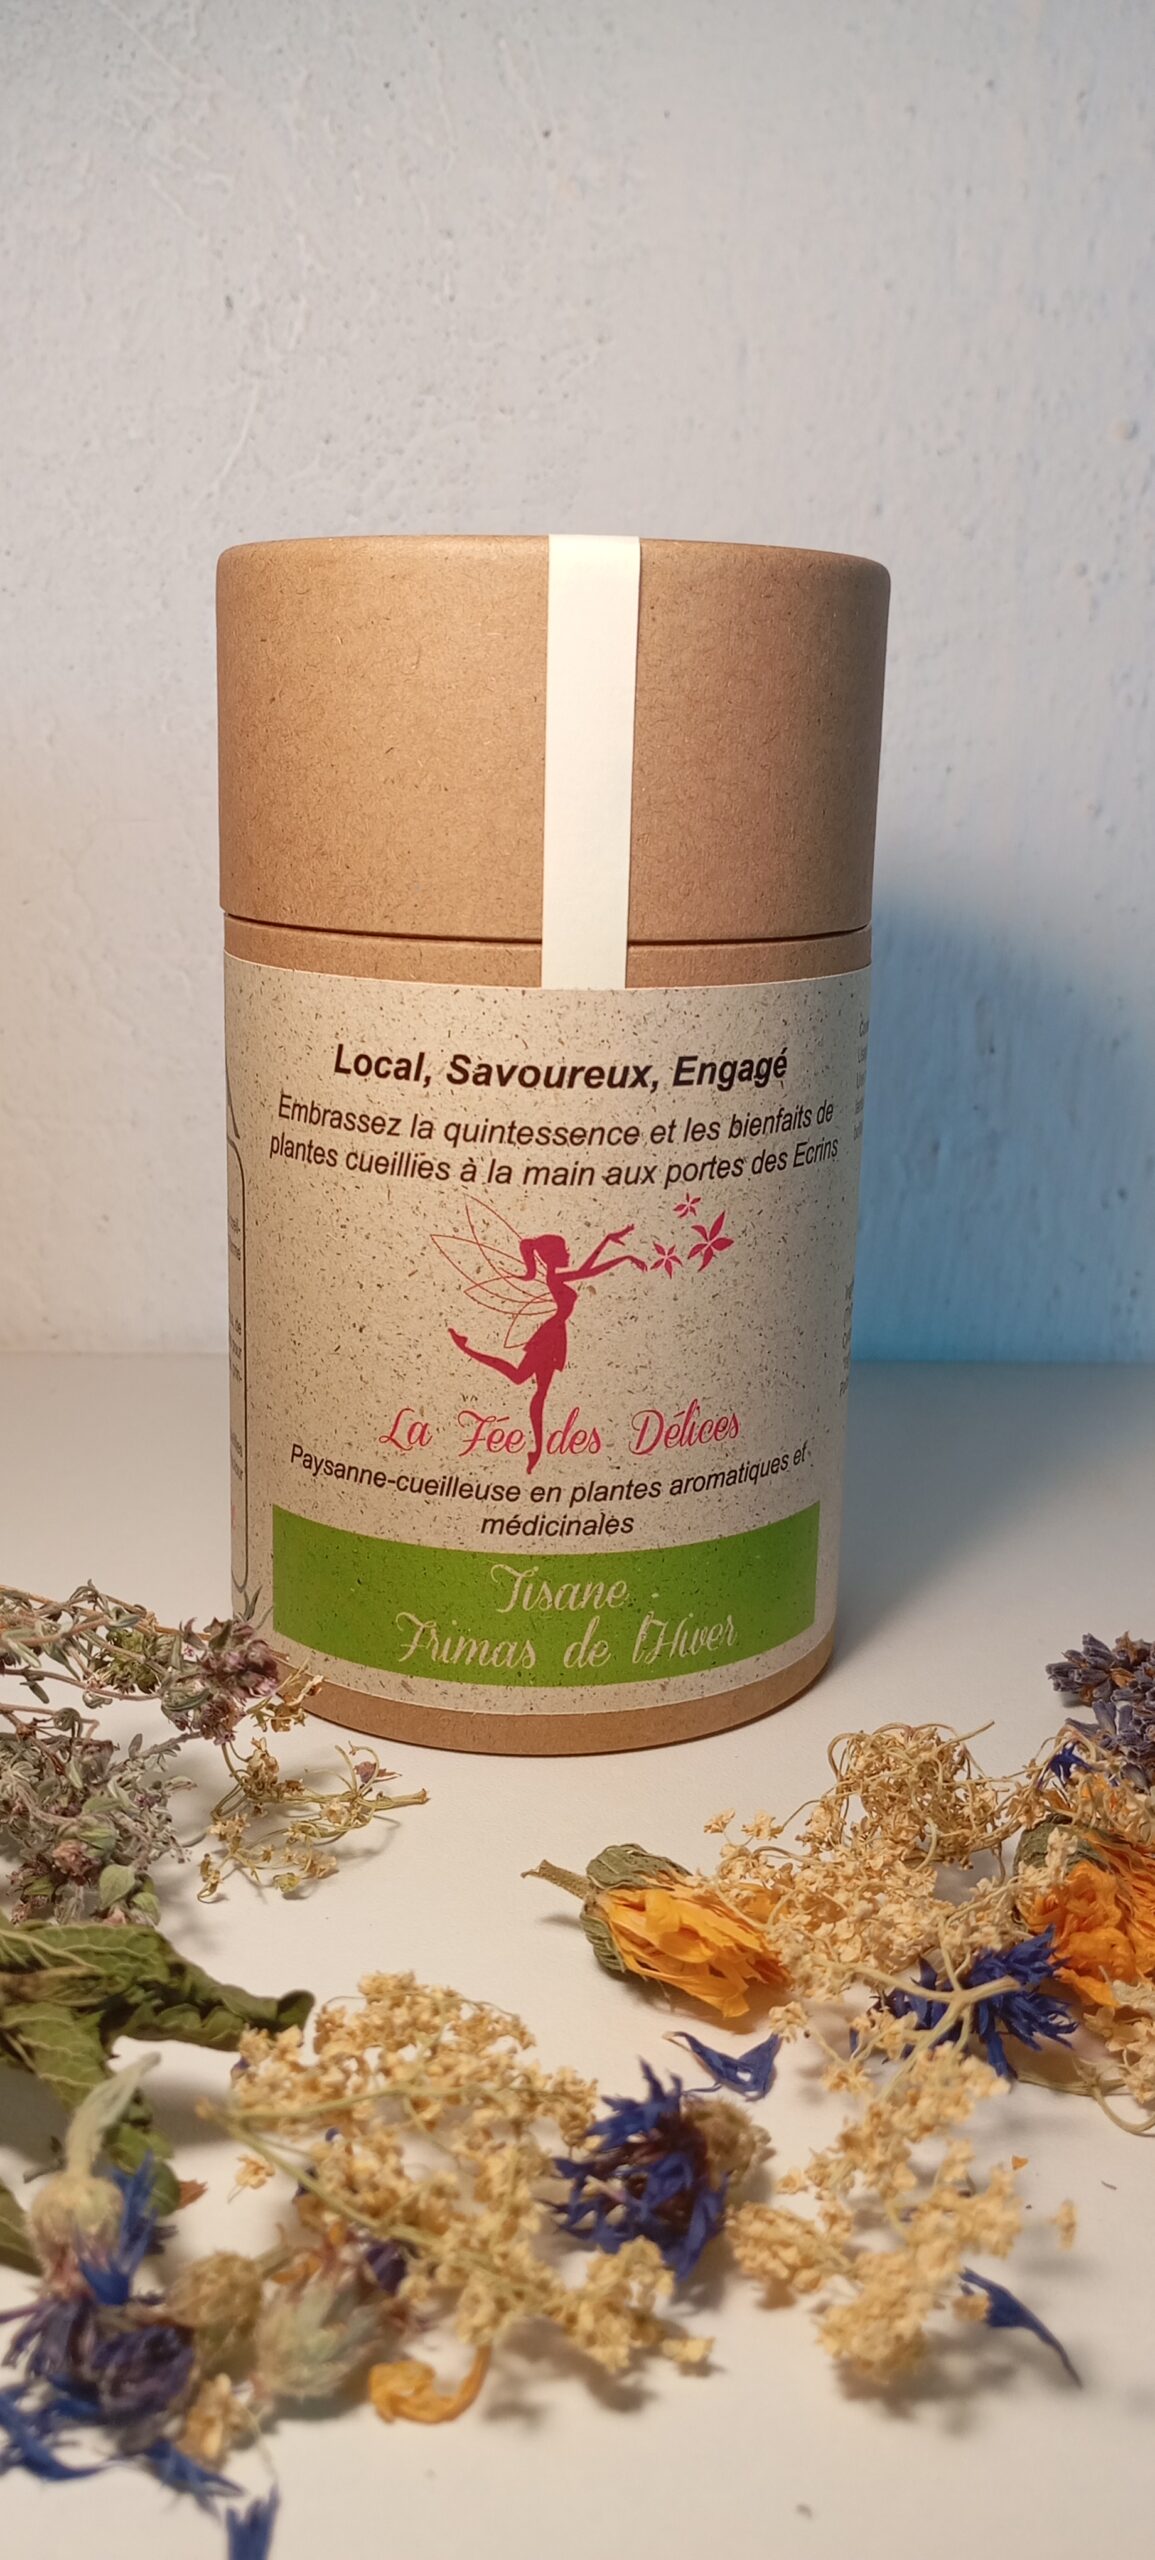 Local, Savoureux, Engagé
Embrassez la quintessence et les bienfaits de
plantes cueillies à la main aux portes des Ecrins
La Fée des Délices
Paysanne-cueilleuse en plantes aromatiques et
médicinales
Tisane
Frimas de l'Hiver